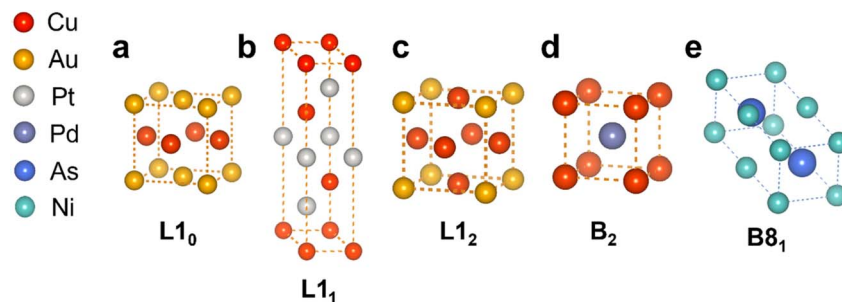 Cu
Au
Pt
Pd
As
Ni
a
b
c
d
e
L1₀
L1₁
L1₂
B₂
B8₁